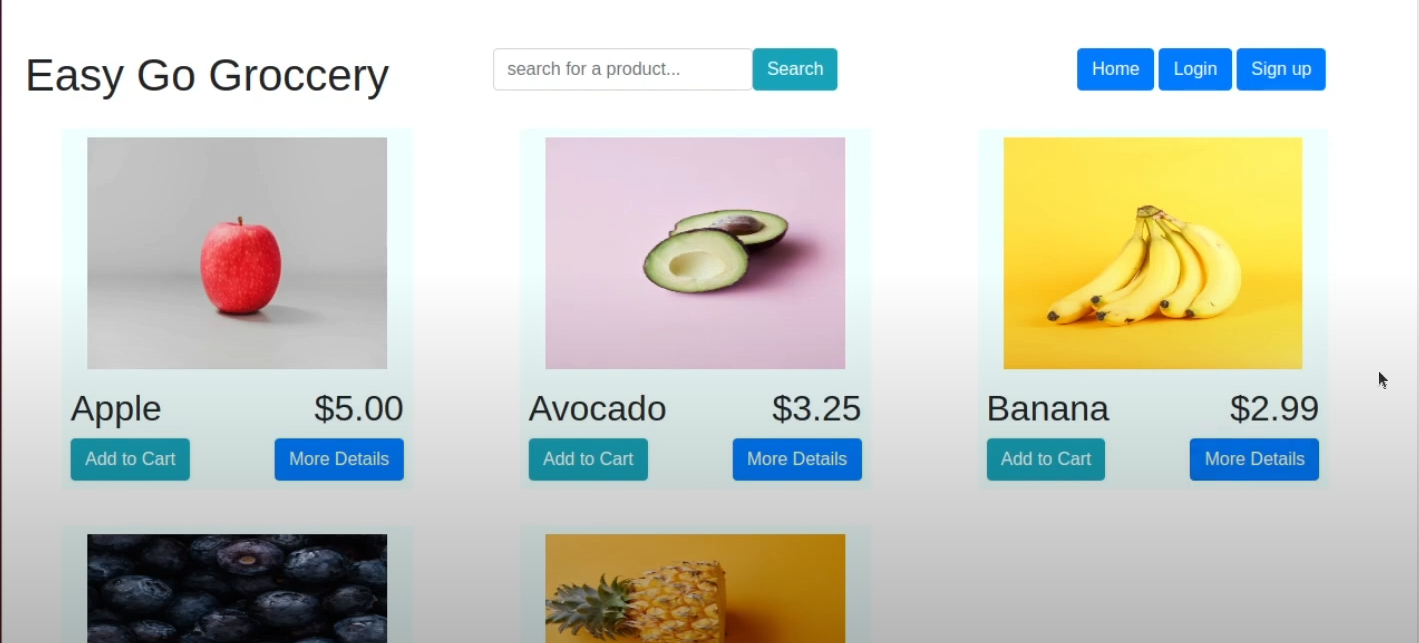 Easy Go Groccery
search for a product... Search
Home Login Sign up
Apple $5.00
Add to Cart More Details
Avocado $3.25
Add to Cart More Details
Banana $2.99
Add to Cart More Details